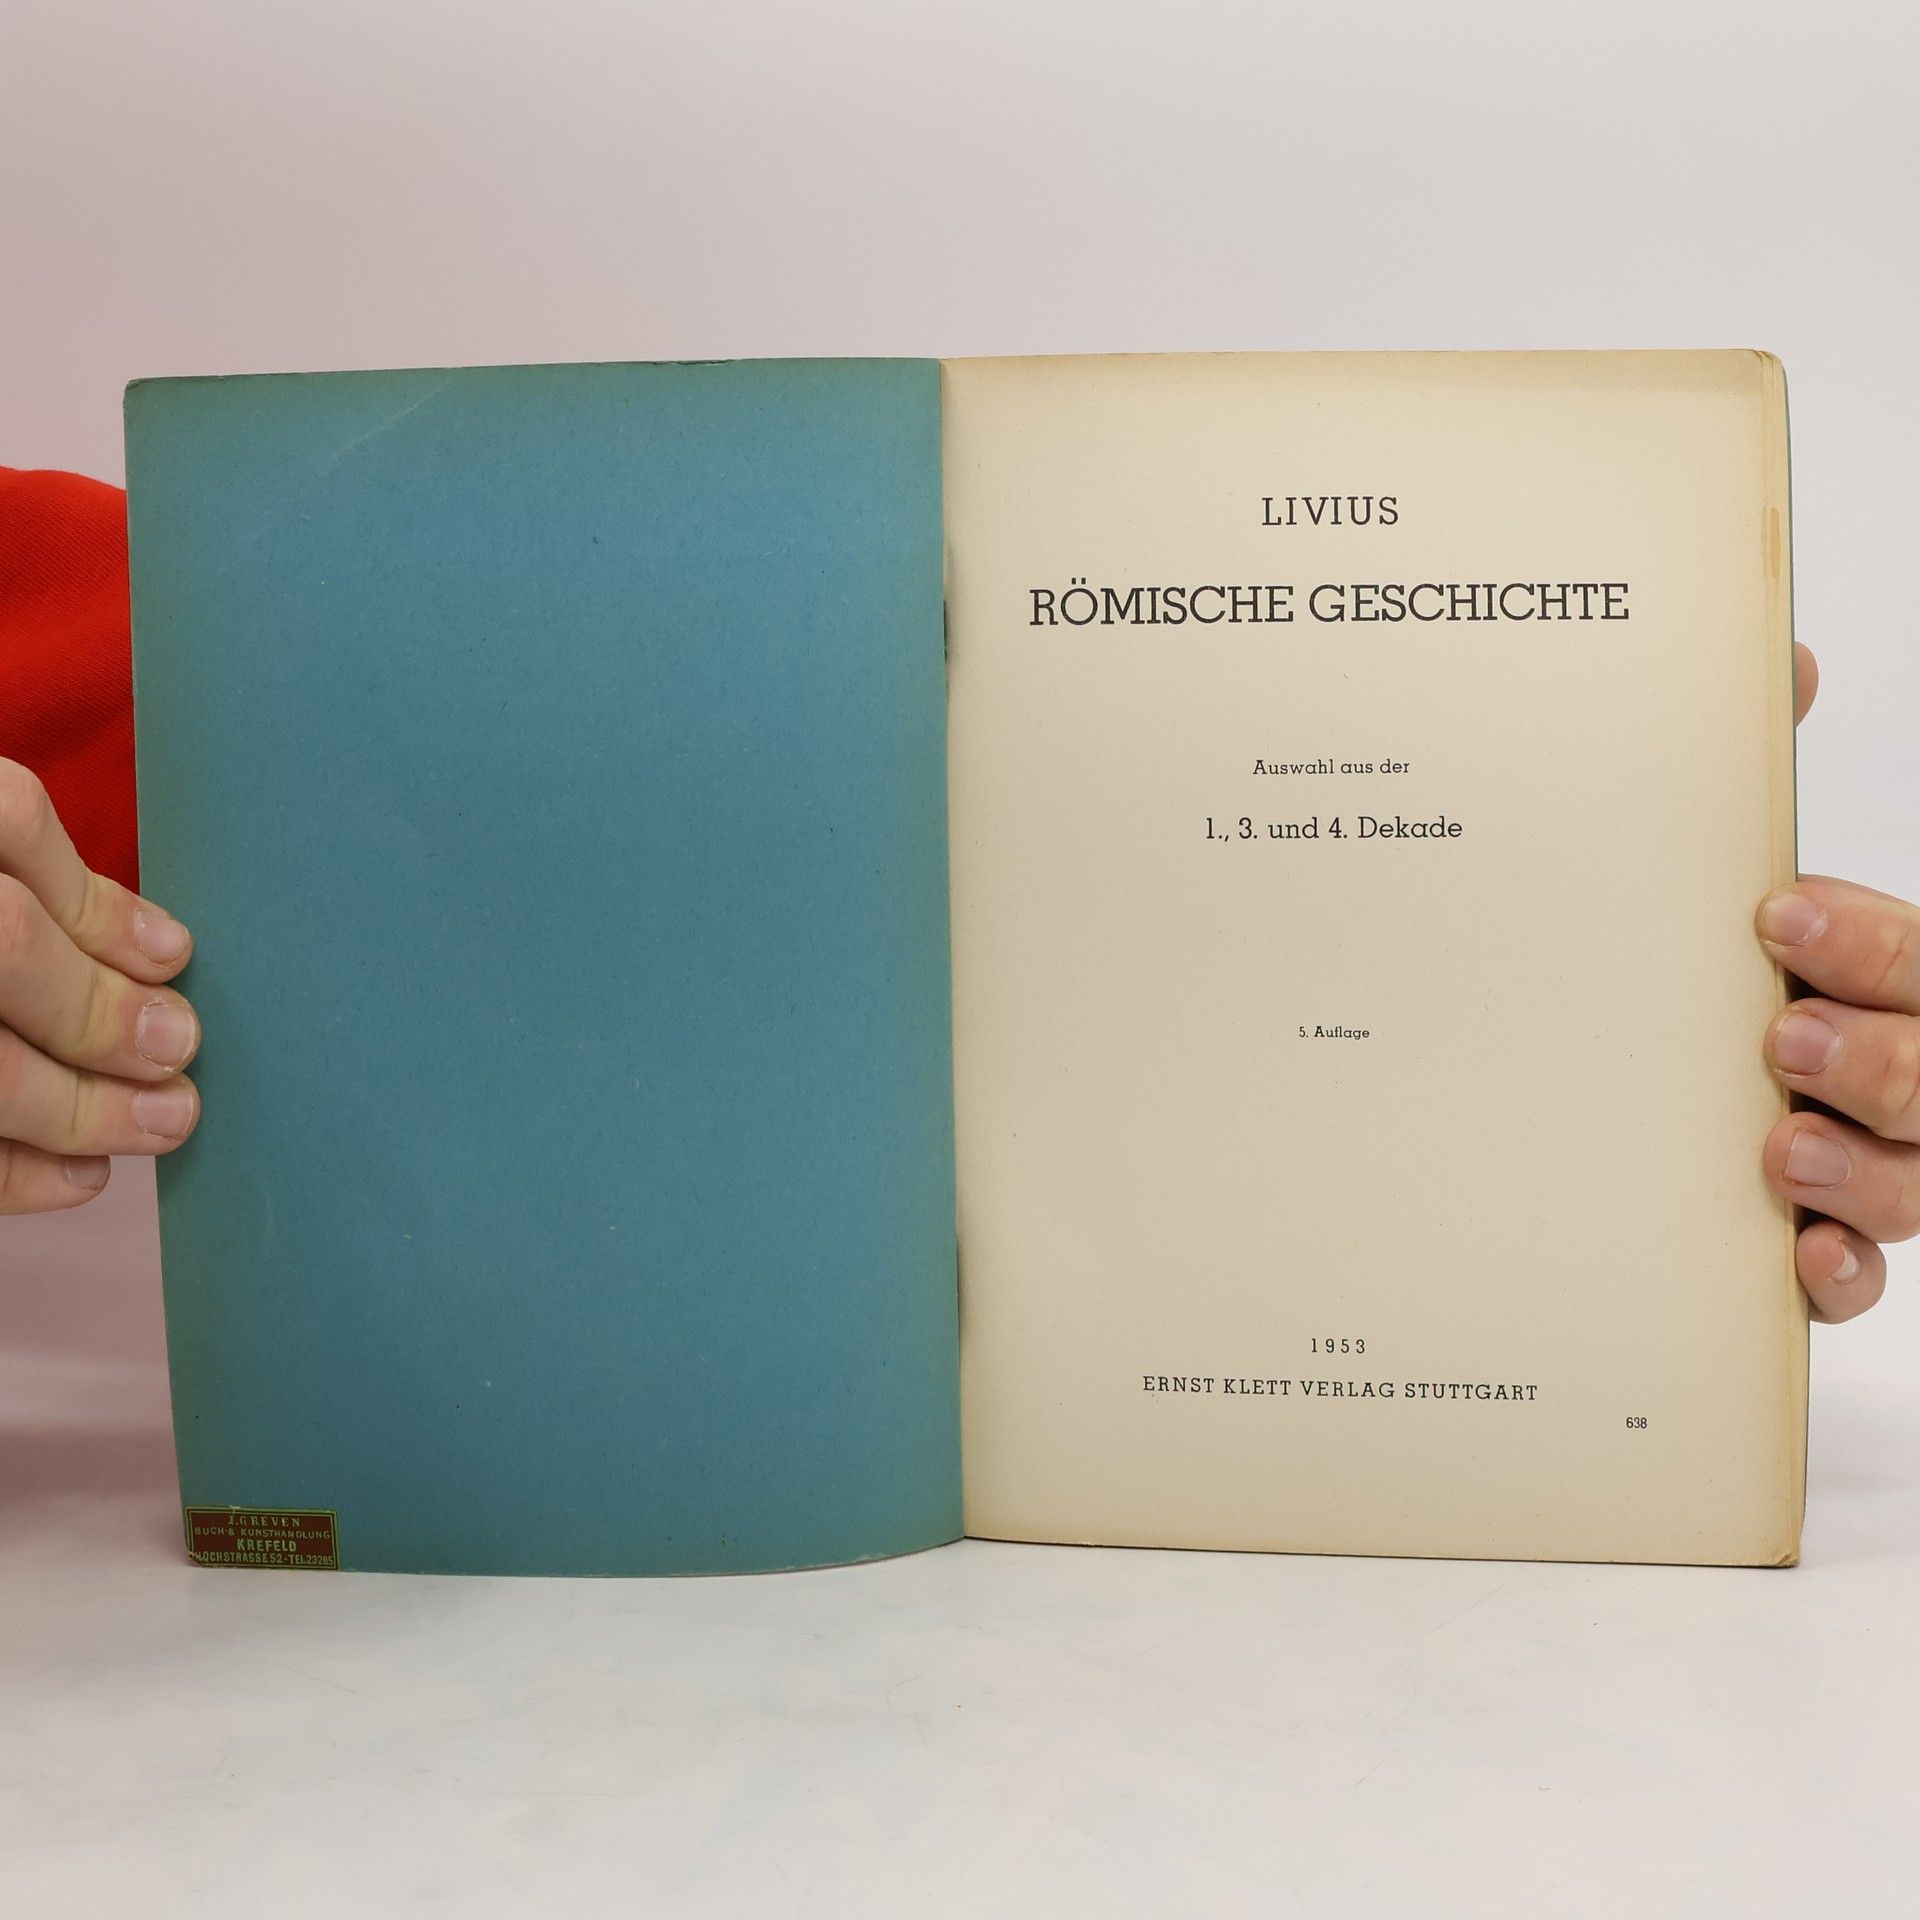 J. GREVEN
BUCH- & KUNSTHANDLUNG
KREFELD
HOCHSTRASSE 52 - TEL. 23285
LIVIUS
RÖMISCHE GESCHICHTE
Auswahl aus der
1., 3. und 4. Dekade
5. Auflage
1953
ERNST KLETT VERLAG STUTTGART
638